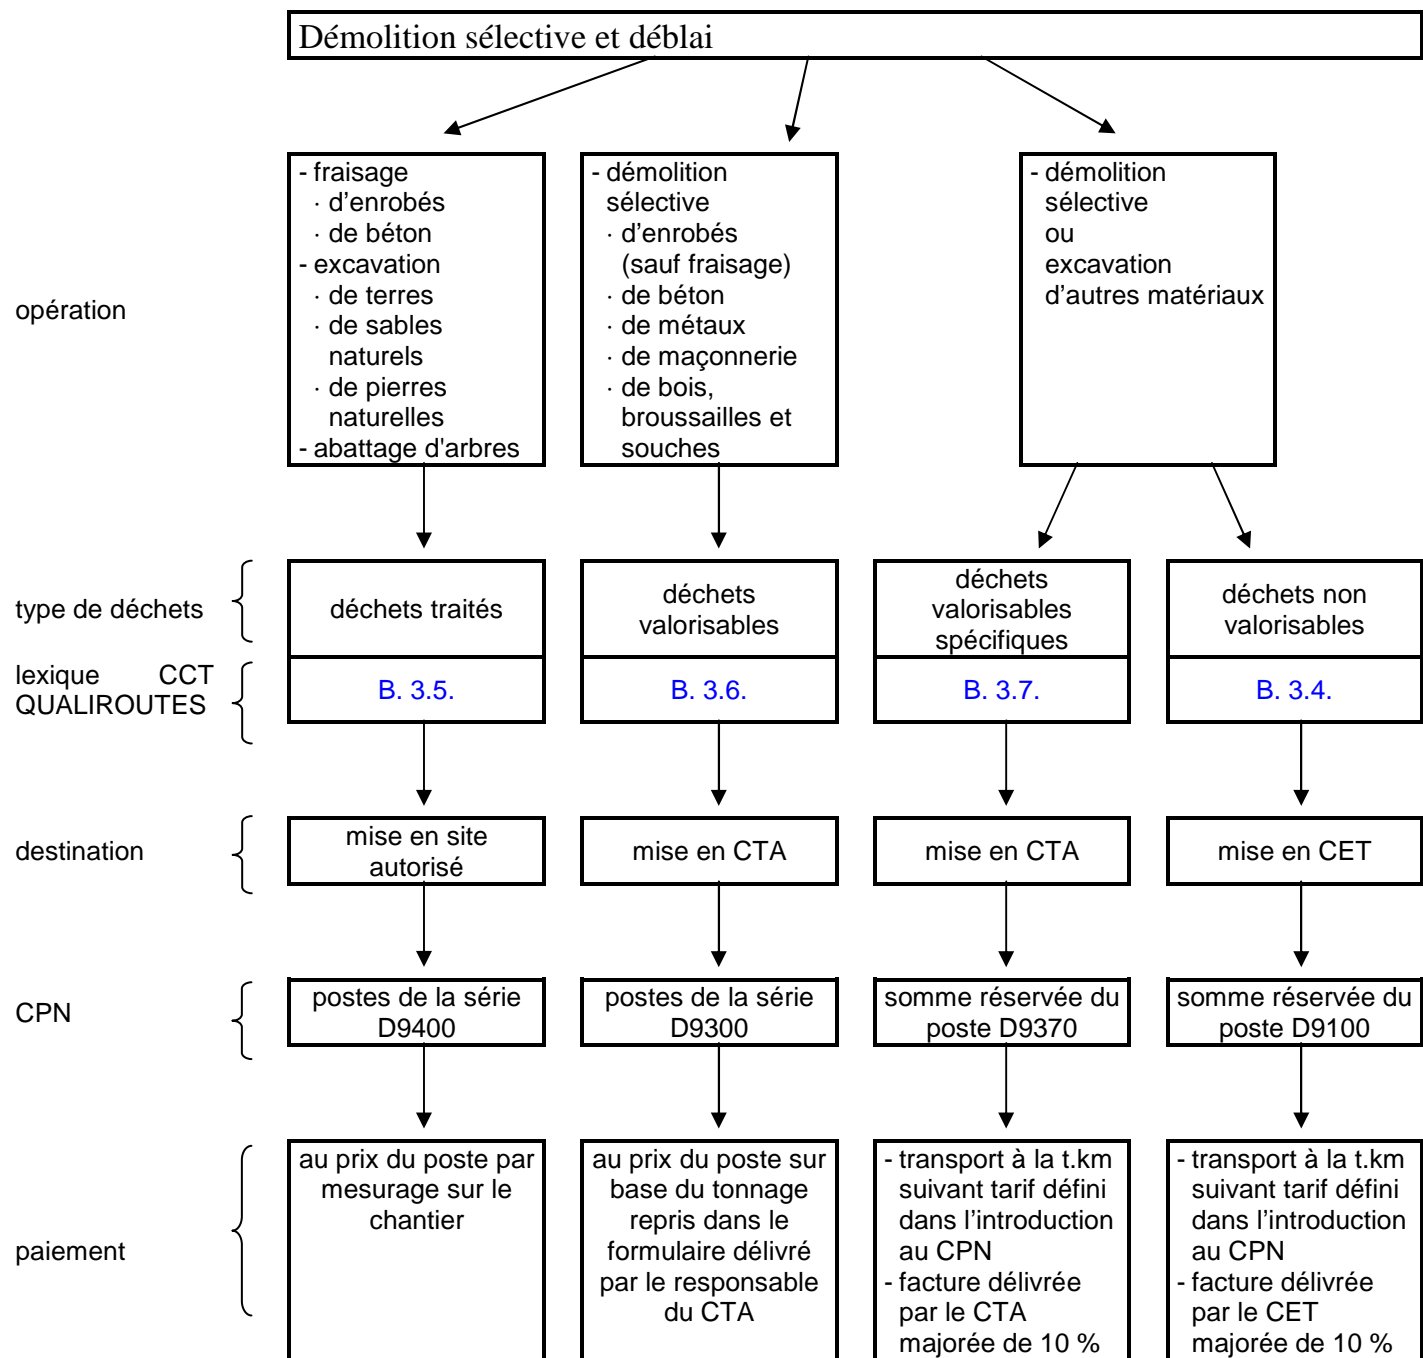 Démolition sélective et déblai
opération
- fraisage
· d'enrobés
· de béton
- excavation
· de terres
· de sables
naturels
· de pierres
naturelles
- abattage d'arbres
- démolition
sélective
· d'enrobés
(sauf fraisage)
· de béton
· de métaux
· de maçonnerie
· de bois,
broussailles et
souches
- démolition
sélective
ou
excavation
d'autres matériaux
type de déchets
déchets traités
déchets
valorisables
déchets
valorisables
spécifiques
déchets non
valorisables
lexique CCT
QUALIROUTES
B. 3.5.
B. 3.6.
B. 3.7.
B. 3.4.
destination
mise en site
autorisé
mise en CTA
mise en CTA
mise en CET
CPN
postes de la série
D9400
postes de la série
D9300
somme réservée du
poste D9370
somme réservée du
poste D9100
paiement
au prix du poste par
mesurage sur le
chantier
au prix du poste sur
base du tonnage
repris dans le
formulaire délivré
par le responsable
du CTA
- transport à la t.km
suivant tarif défini
dans l'introduction
au CPN
- facture délivrée
par le CTA
majorée de 10 %
- transport à la t.km
suivant tarif défini
dans l'introduction
au CPN
- facture délivrée
par le CET
majorée de 10 %